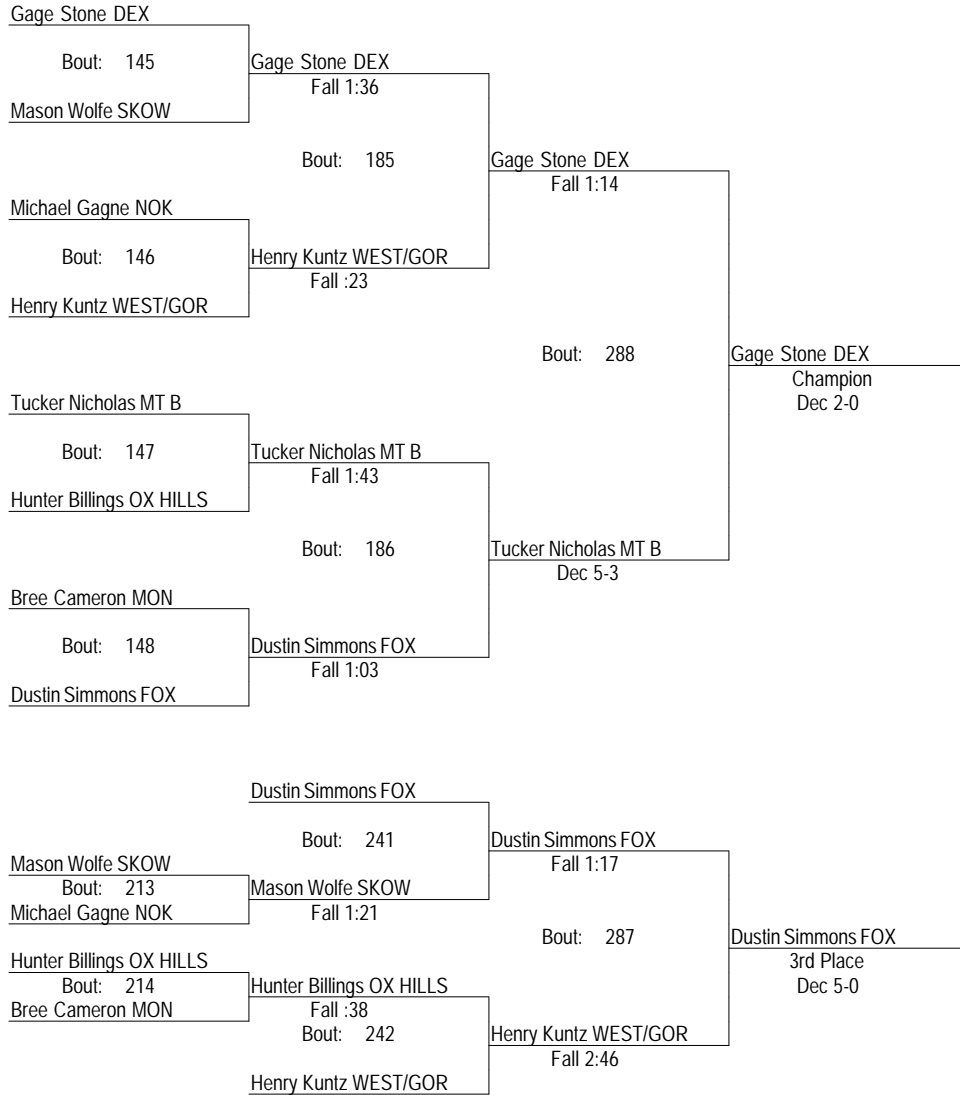 Gage Stone DEX
Bout: 145
Gage Stone DEX
Fall 1:36
Mason Wolfe SKOW
Bout: 185
Gage Stone DEX
Fall 1:14
Michael Gagne NOK
Bout: 146
Henry Kuntz WEST/GOR
Fall :23
Henry Kuntz WEST/GOR
Bout: 288
Gage Stone DEX
Champion
Dec 2-0
Tucker Nicholas MT B
Bout: 147
Tucker Nicholas MT B
Fall 1:43
Hunter Billings OX HILLS
Bout: 186
Tucker Nicholas MT B
Dec 5-3
Bree Cameron MON
Bout: 148
Dustin Simmons FOX
Fall 1:03
Dustin Simmons FOX
Dustin Simmons FOX
Bout: 241
Dustin Simmons FOX
Fall 1:17
Mason Wolfe SKOW
Bout: 213
Mason Wolfe SKOW
Michael Gagne NOK
Fall 1:21
Bout: 287
Dustin Simmons FOX
3rd Place
Dec 5-0
Hunter Billings OX HILLS
Bout: 214
Hunter Billings OX HILLS
Bree Cameron MON
Fall :38
Bout: 242
Henry Kuntz WEST/GOR
Fall 2:46
Henry Kuntz WEST/GOR